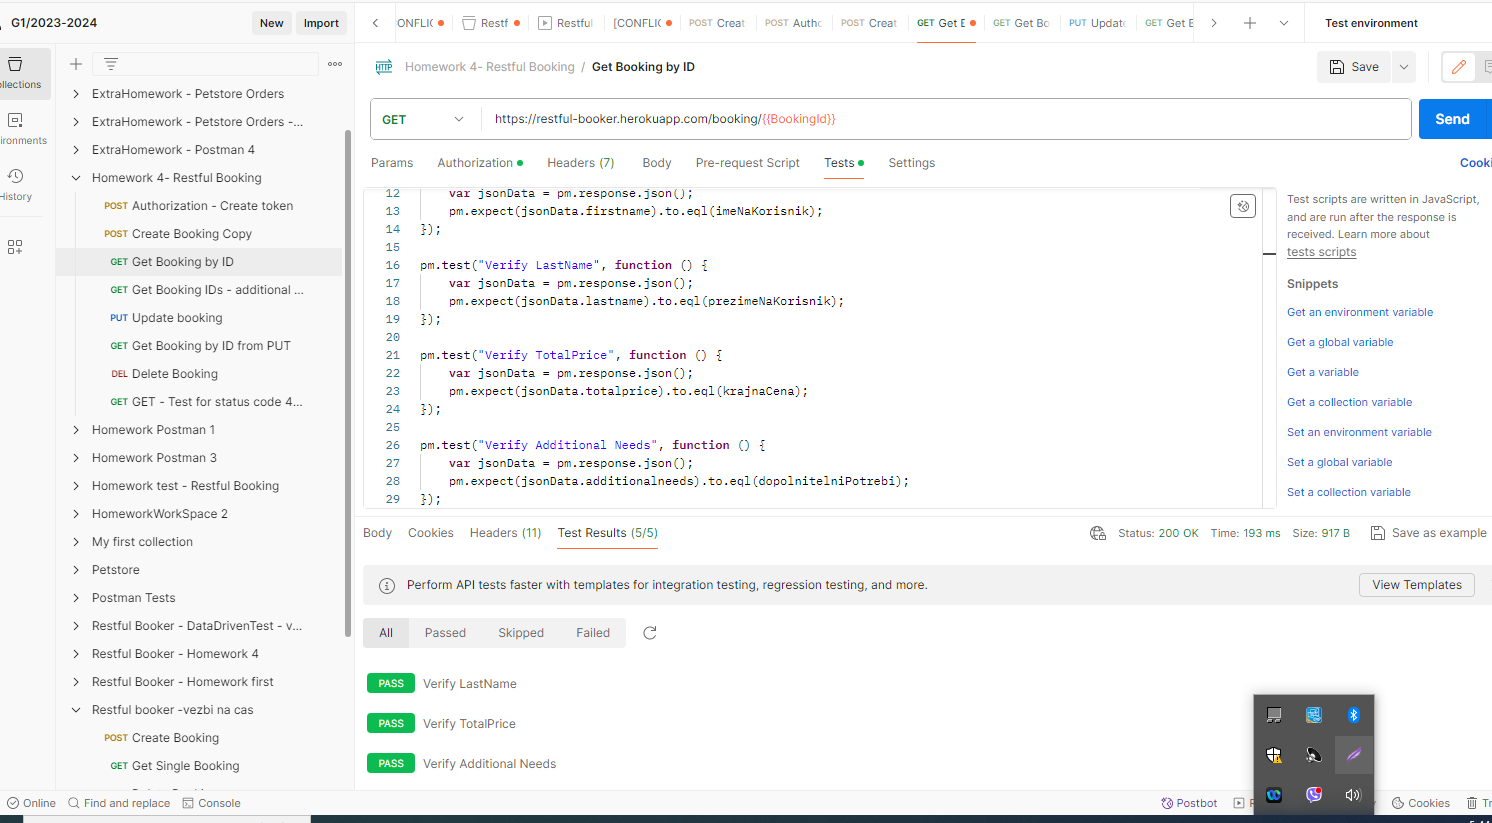 G1/2023-2024
New
Import
ONFLIC
Restf
Restful
[CONFLIC
POST Creat
POST Autho
POST Creat
GET Get B
GET Get Bo
PUT Updat
GET Get B
Test environment
ollections
ironments
History
ExtraHomework - Petstore Orders
ExtraHomework - Petstore Orders -...
ExtraHomework - Postman 4
Homework 4- Restful Booking
POST Authorization - Create token
POST Create Booking Copy
GET Get Booking by ID
GET Get Booking IDs - additional ...
PUT Update booking
GET Get Booking by ID from PUT
DEL Delete Booking
GET GET - Test for status code 4...
Homework Postman 1
Homework Postman 3
Homework test - Restful Booking
HomeworkWorkSpace 2
My first collection
Petstore
Postman Tests
Restful Booker - DataDrivenTest - v...
Restful Booker - Homework 4
Restful Booker - Homework first
Restful booker -vezbi na cas
POST Create Booking
GET Get Single Booking
HTTP Homework 4- Restful Booking / Get Booking by ID
Save
GET https://restful-booker.herokuapp.com/booking/{{BookingId}}
Send
Params Authorization Headers (7) Body Pre-request Script Tests Settings
Cooki
12 var jsonData = pm.response.json();
13 pm.expect(jsonData.firstname).to.eql(imeNaKorisnik);
14 });
15
16 pm.test("Verify LastName", function () {
17 var jsonData = pm.response.json();
18 pm.expect(jsonData.lastname).to.eql(prezimeNaKorisnik);
19 });
20
21 pm.test("Verify TotalPrice", function () {
22 var jsonData = pm.response.json();
23 pm.expect(jsonData.totalprice).to.eql(krajnaCena);
24 });
25
26 pm.test("Verify Additional Needs", function () {
27 var jsonData = pm.response.json();
28 pm.expect(jsonData.additionalneeds).to.eql(dopolnitelniPotrebi);
29 });
Test scripts are written in JavaScript,
and are run after the response is
received. Learn more about
tests scripts
Snippets
Get an environment variable
Get a global variable
Get a variable
Get a collection variable
Set an environment variable
Set a global variable
Set a collection variable
Body Cookies Headers (11) Test Results (5/5)
Status: 200 OK Time: 193 ms Size: 917 B Save as example
Perform API tests faster with templates for integration testing, regression testing, and more.
View Templates
All Passed Skipped Failed
PASS Verify LastName
PASS Verify TotalPrice
PASS Verify Additional Needs
Online Find and replace Console
Postbot
Cookies
Tr